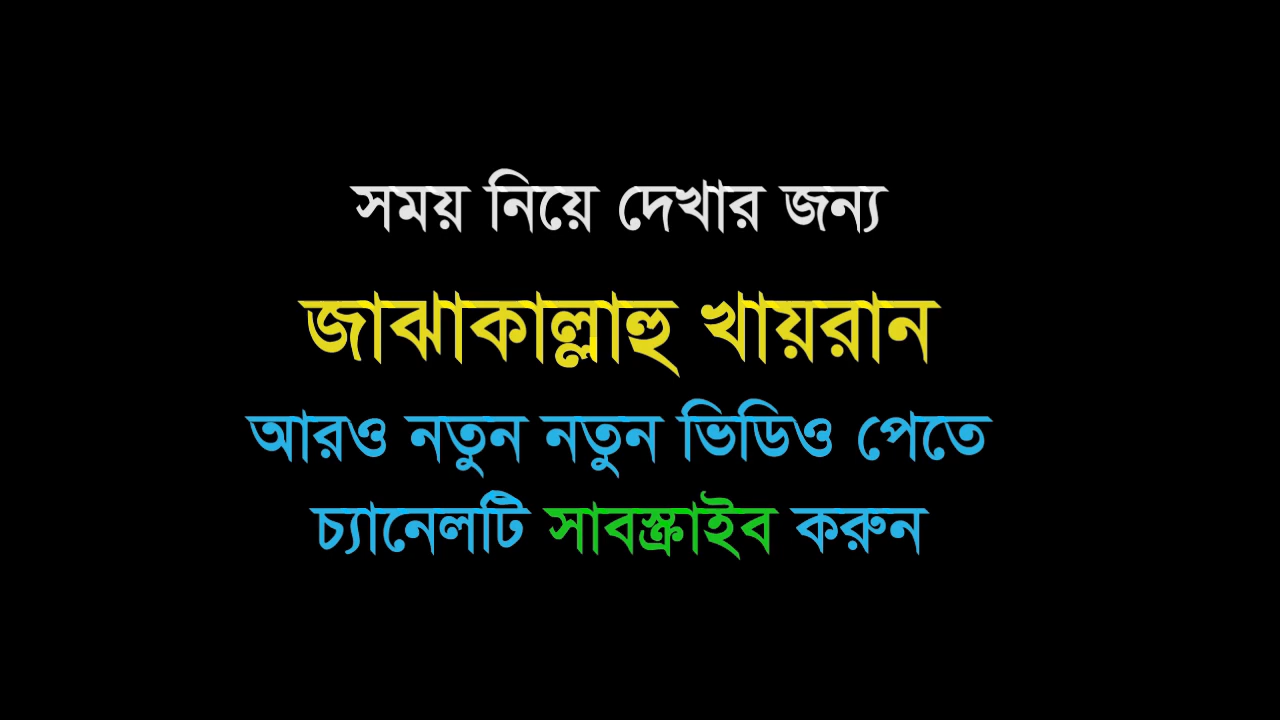 সময় নিয়ে দেখার জন্য
জাঝাকাল্লাহু খায়রান
আরও নতুন নতুন ভিডিও পেতে
চ্যানেলটি সাবস্ক্রাইব করুন